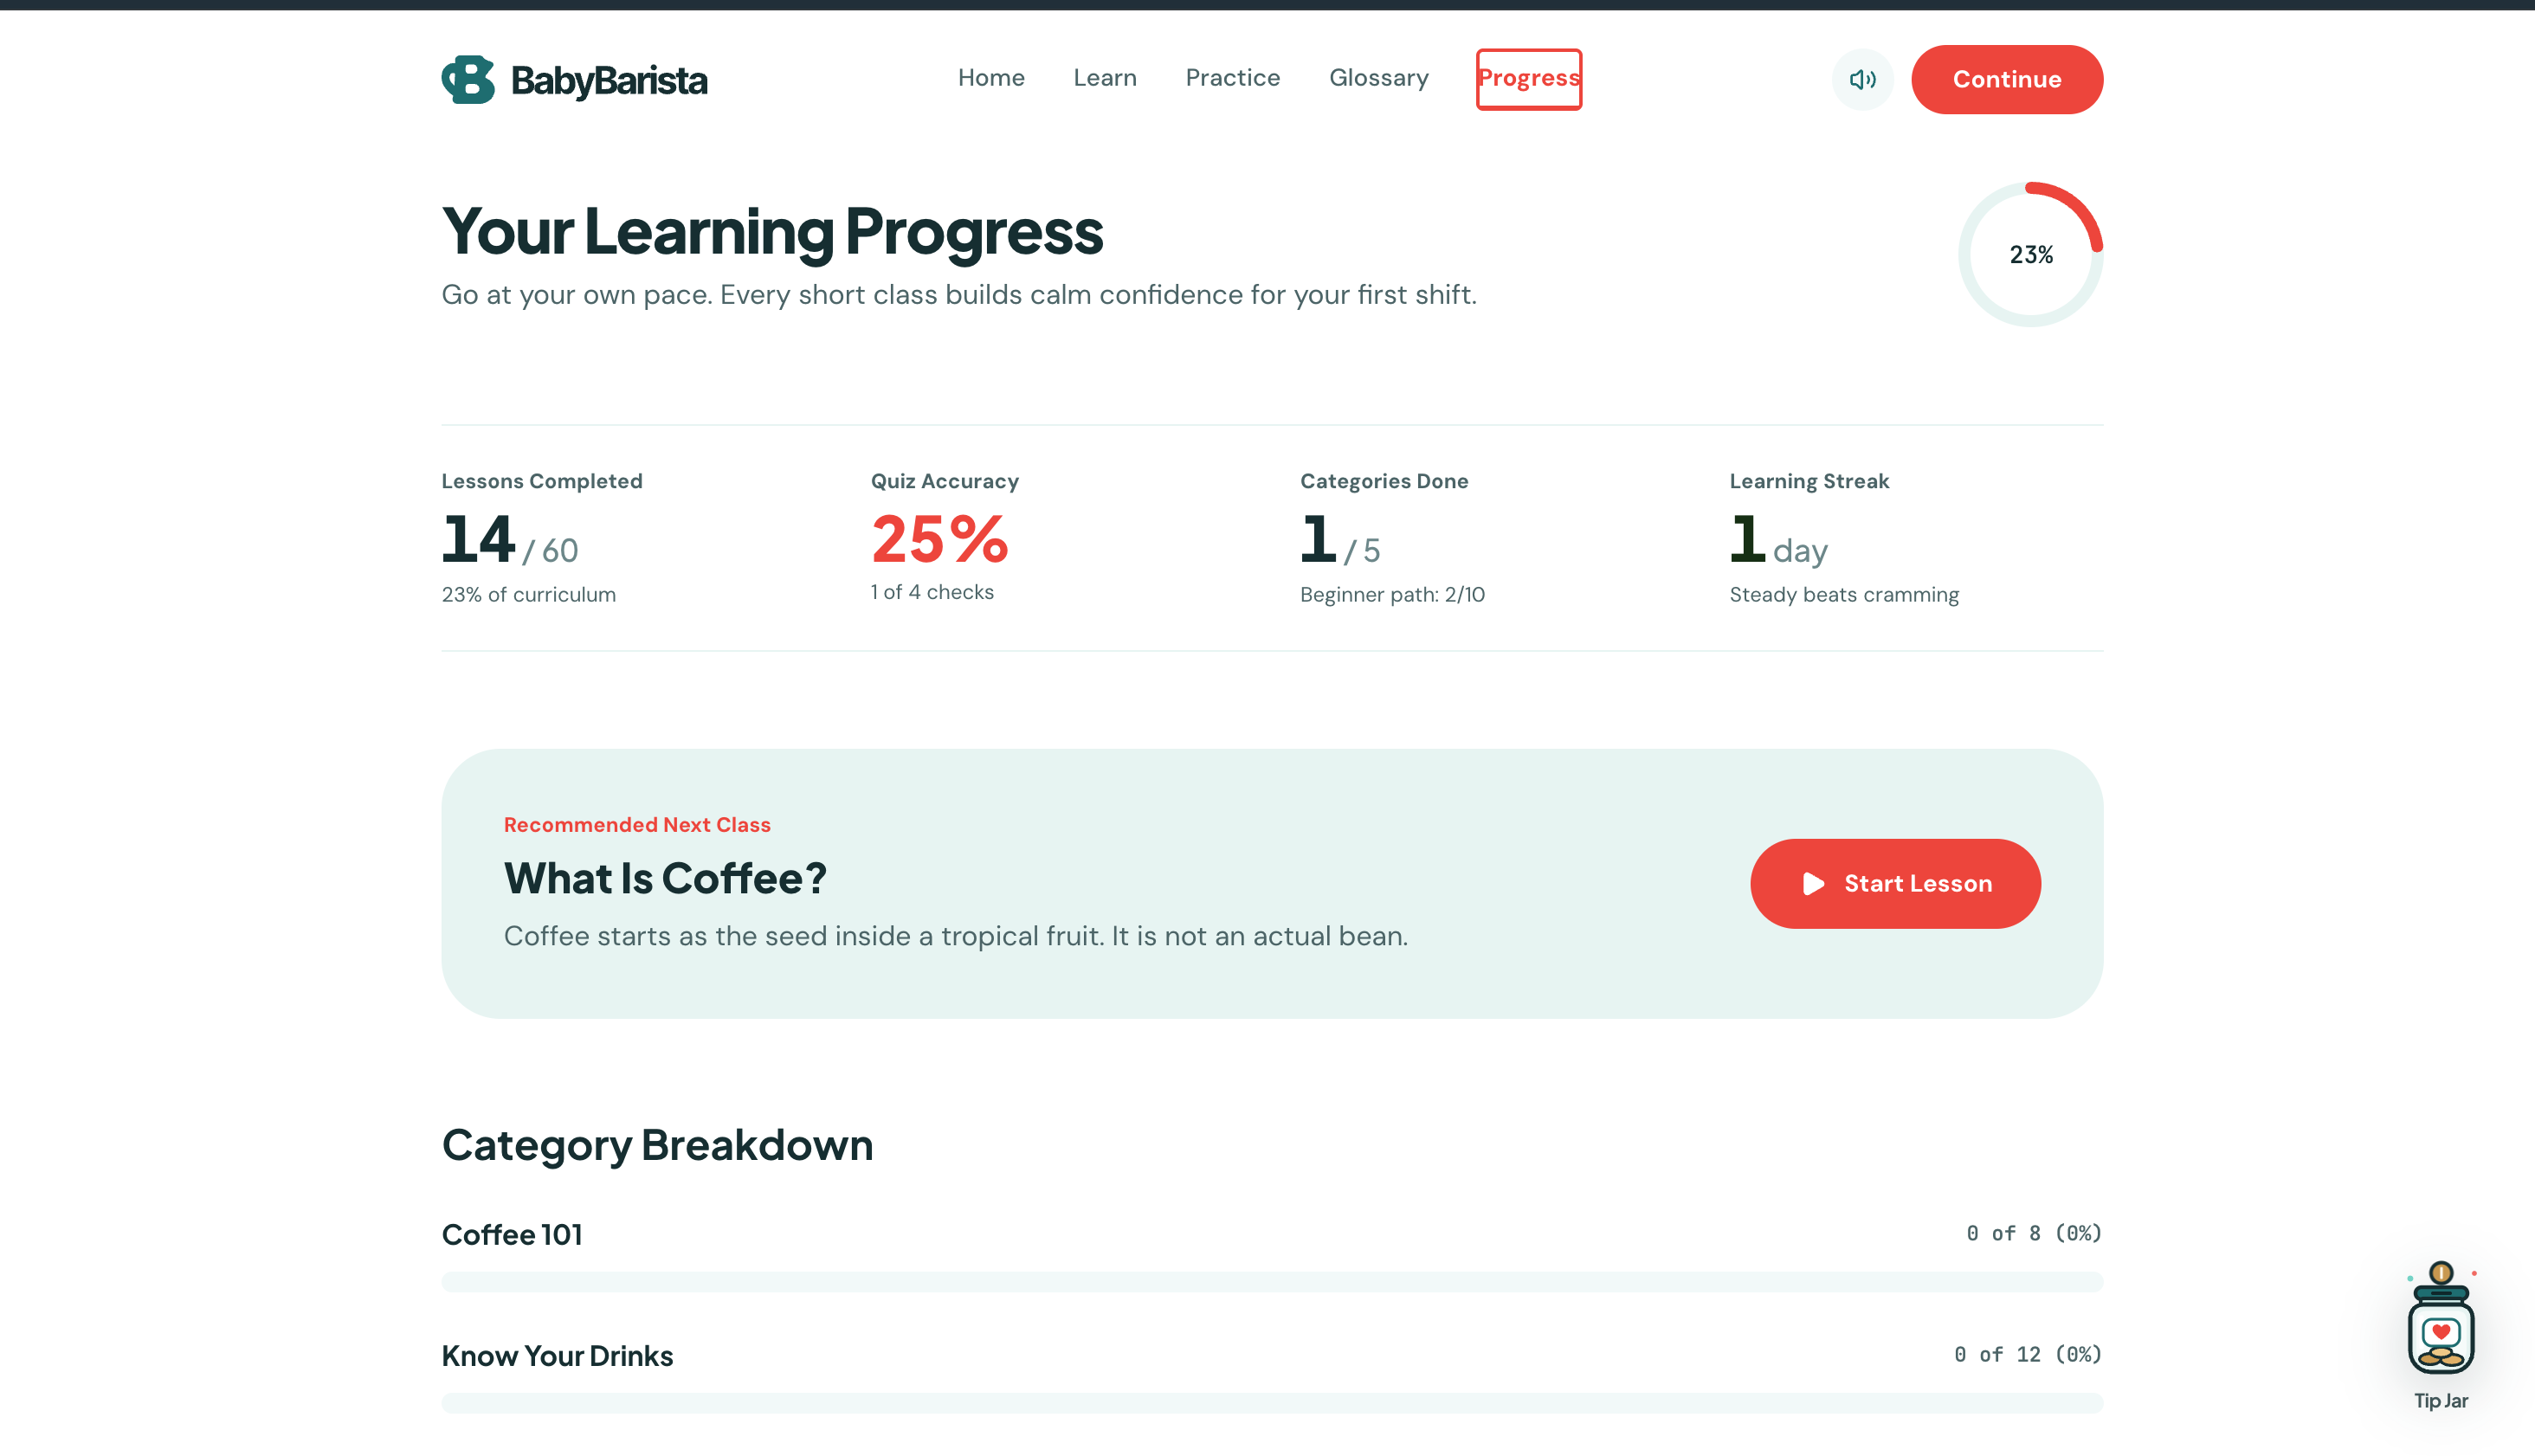 BabyBarista
Home Learn Practice Glossary Progress
Continue
Your Learning Progress
Go at your own pace. Every short class builds calm confidence for your first shift.
23%
Lessons Completed
14 / 60
23% of curriculum
Quiz Accuracy
25%
1 of 4 checks
Categories Done
1 / 5
Beginner path: 2/10
Learning Streak
1 day
Steady beats cramming
Recommended Next Class
What Is Coffee?
Coffee starts as the seed inside a tropical fruit. It is not an actual bean.
Start Lesson
Category Breakdown
Coffee 101
0 of 8 (0%)
Know Your Drinks
0 of 12 (0%)
Tip Jar